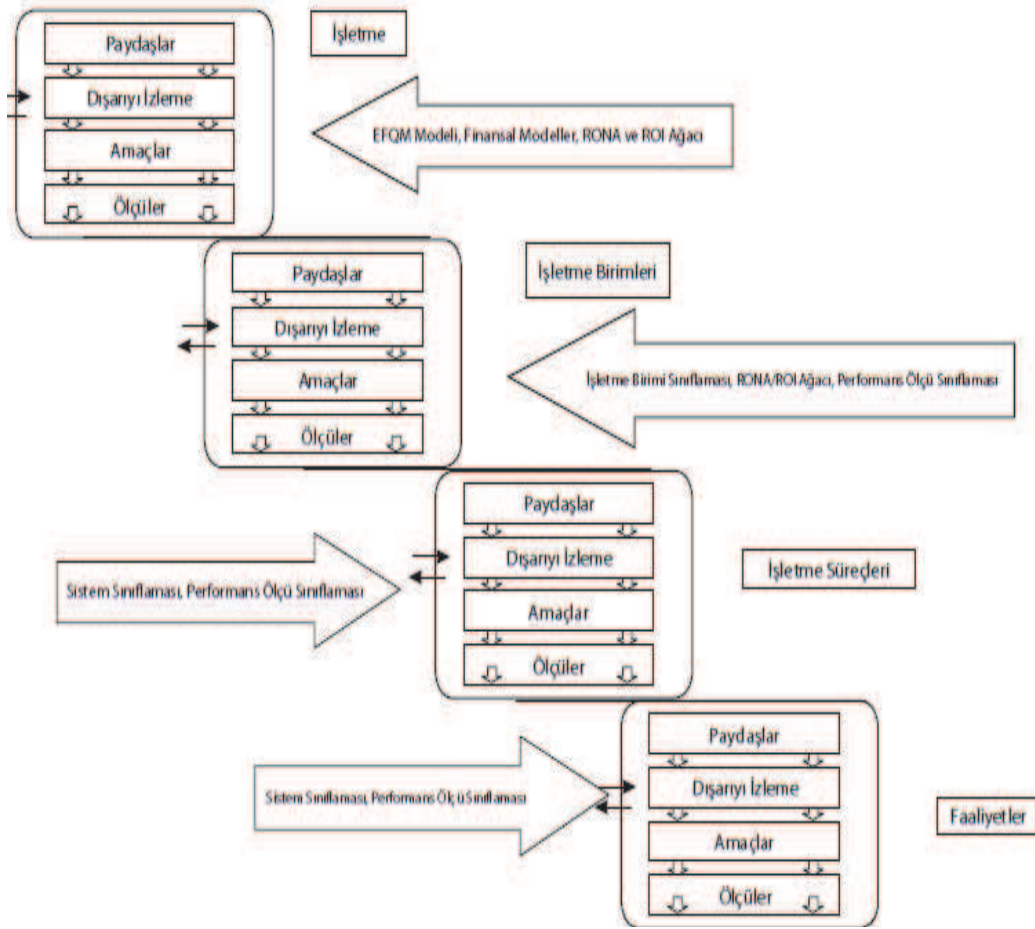 Paydaşlar
Dışarıyı İzleme
Amaçlar
Ölçüler
İşletme
EFQM Modeli, Finansal Modeller, RONA ve ROI Ağacı
Paydaşlar
Dışarıyı İzleme
Amaçlar
Ölçüler
İşletme Birimleri
İşletme Birimi Sınıflaması, RONA/ROI Ağacı, Performans Ölçü Sınıflaması
Paydaşlar
Dışarıyı İzleme
Amaçlar
Ölçüler
İşletme Süreçleri
Sistem Sınıflaması, Performans Ölçü Sınıflaması
Paydaşlar
Dışarıyı İzleme
Amaçlar
Ölçüler
Faaliyetler
Sistem Sınıflaması, Performans Ölçü Sınıflaması